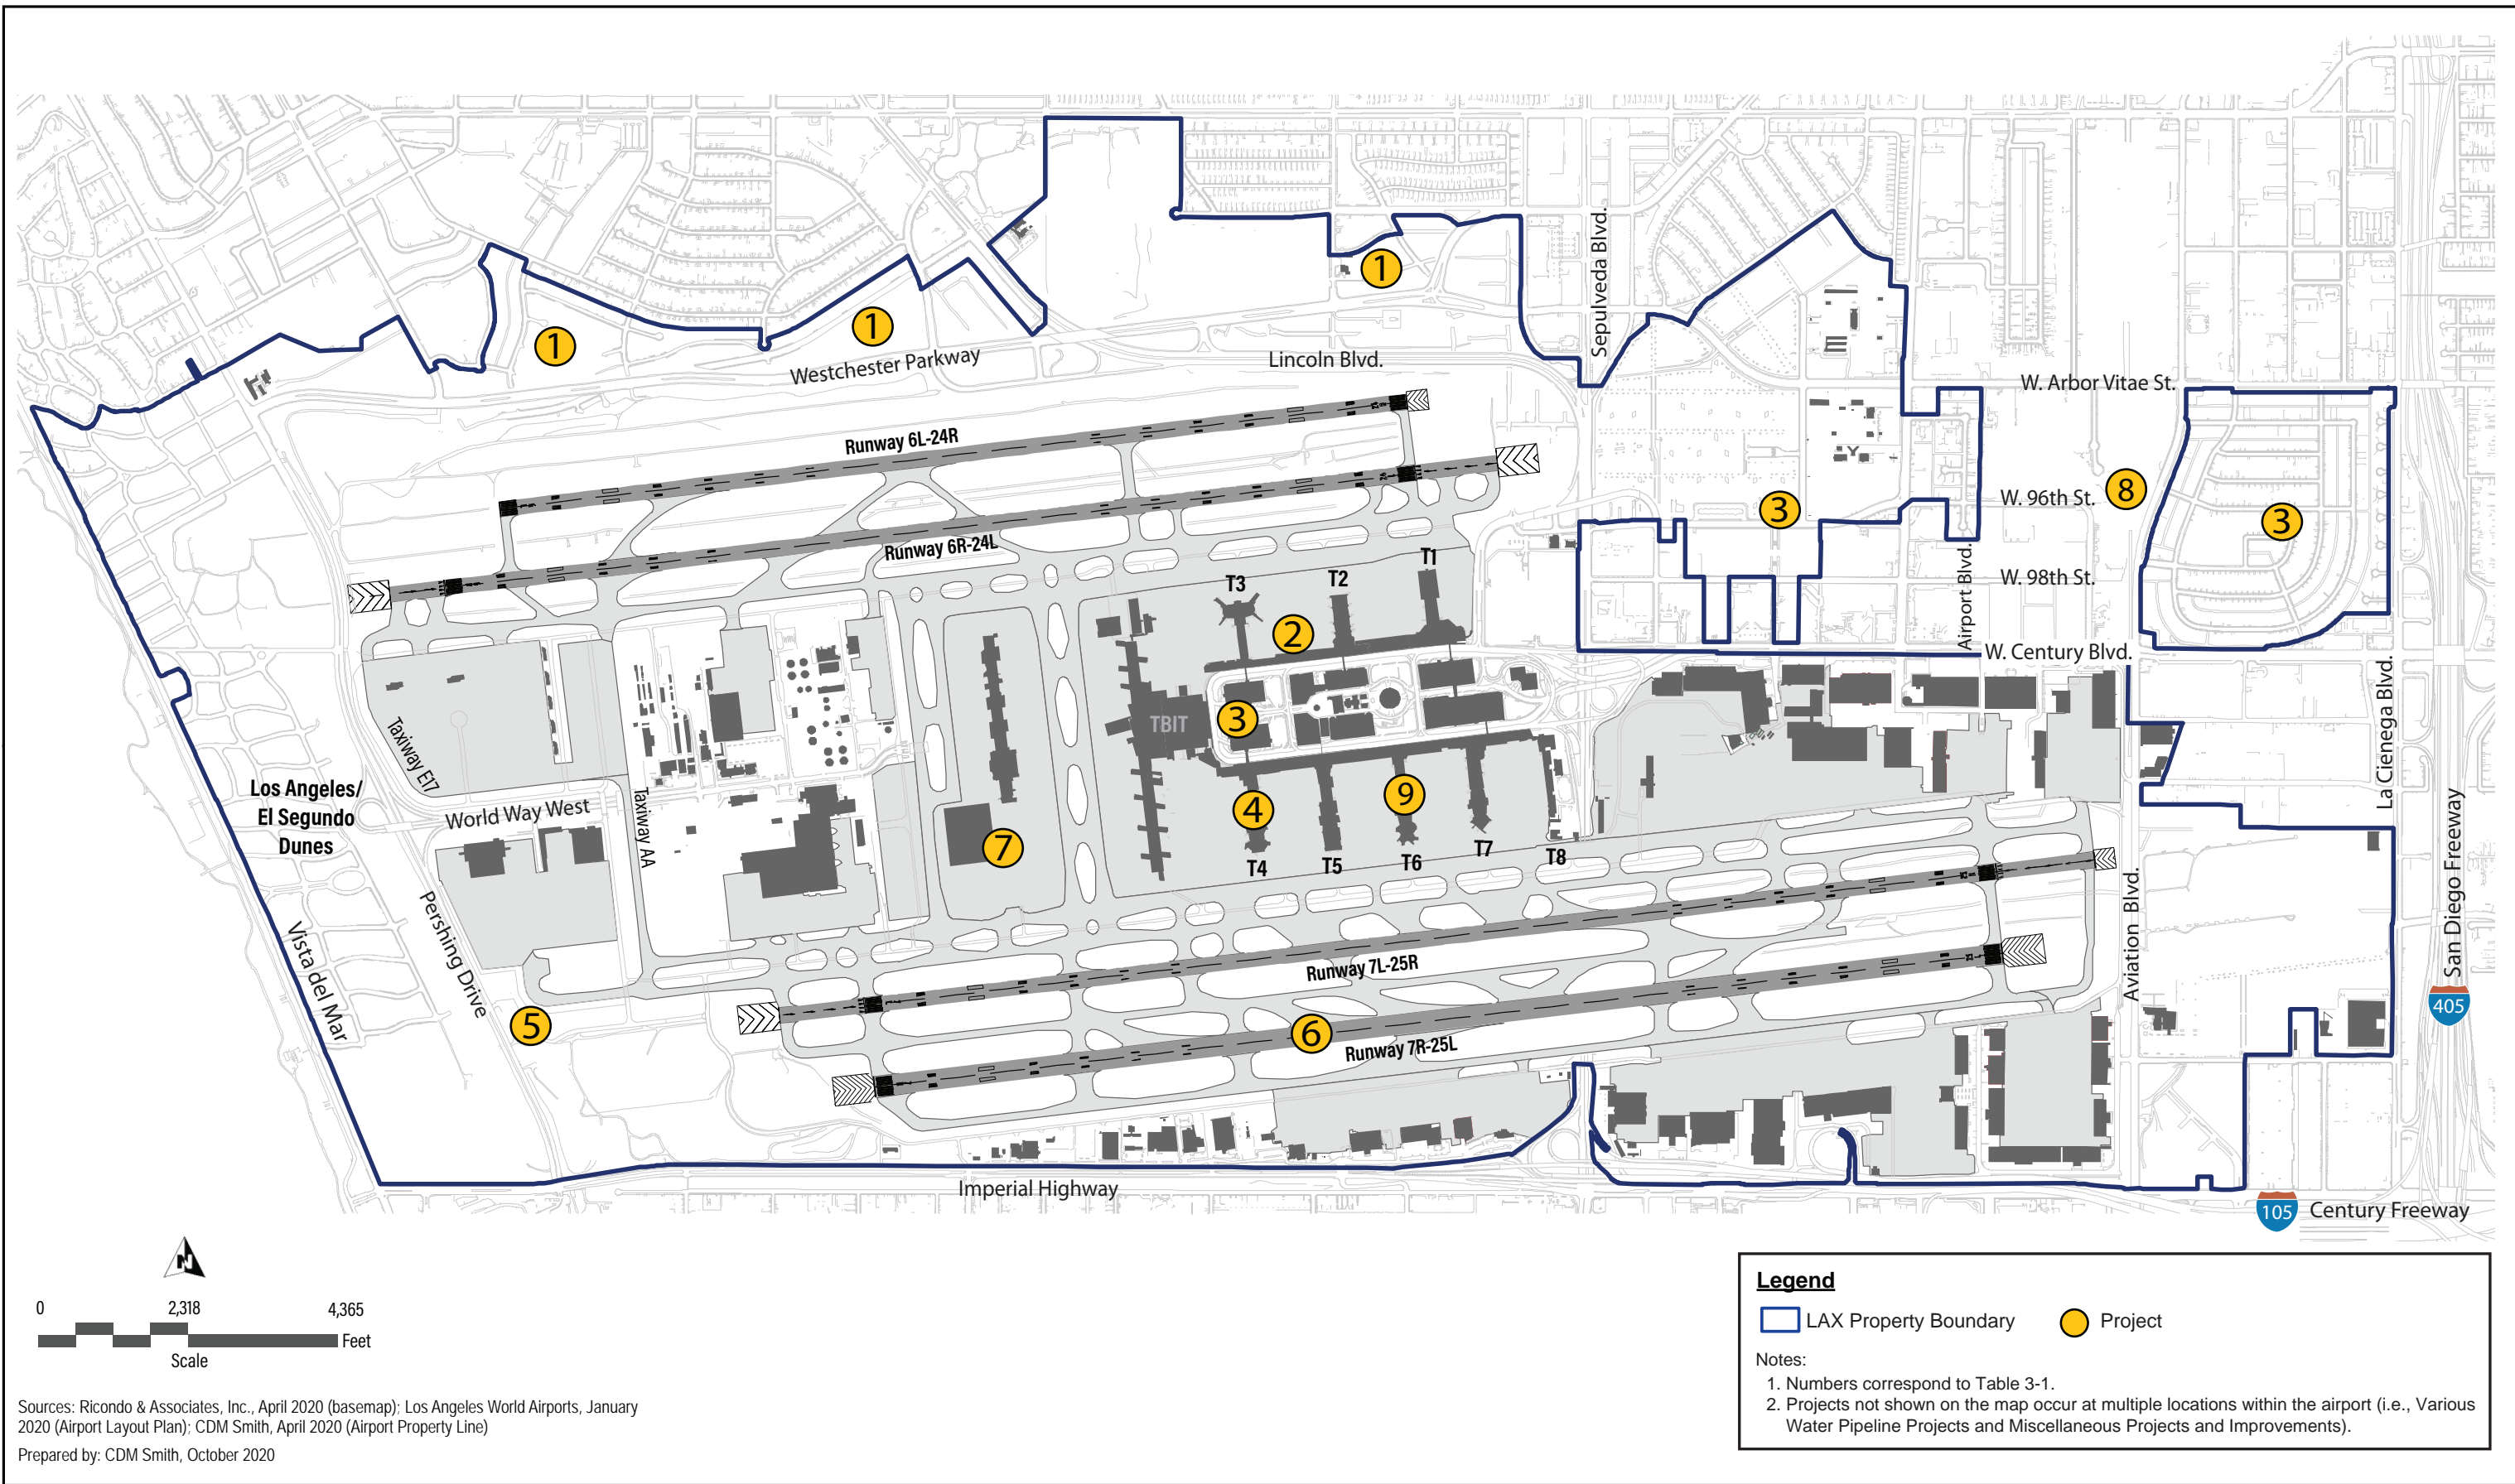 1
1
1
Sepulveda Blvd.
Westchester Parkway
Lincoln Blvd.
W. Arbor Vitae St.
Runway 6L-24R
Runway 6R-24L
W. 96th St.
8
3
3
T3
T2
T1
2
Airport Blvd.
W. 98th St.
W. Century Blvd.
TBIT
3
La Cienega Blvd.
Taxiway E17
Los Angeles/
El Segundo
Dunes
World Way West
Taxiway AA
7
4
9
T4
T5
T6
T7
T8
San Diego Freeway
Aviation Blvd.
Pershing Drive
Vista del Mar
Runway 7L-25R
5
6
Runway 7R-25L
405
Imperial Highway
105
Century Freeway
N
0 2,318 4,365
Feet
Scale
Legend
LAX Property Boundary
Project
Notes:
1. Numbers correspond to Table 3-1.
2. Projects not shown on the map occur at multiple locations within the airport (i.e., Various
Water Pipeline Projects and Miscellaneous Projects and Improvements).
Sources: Ricondo & Associates, Inc., April 2020 (basemap); Los Angeles World Airports, January
2020 (Airport Layout Plan); CDM Smith, April 2020 (Airport Property Line)
Prepared by: CDM Smith, October 2020